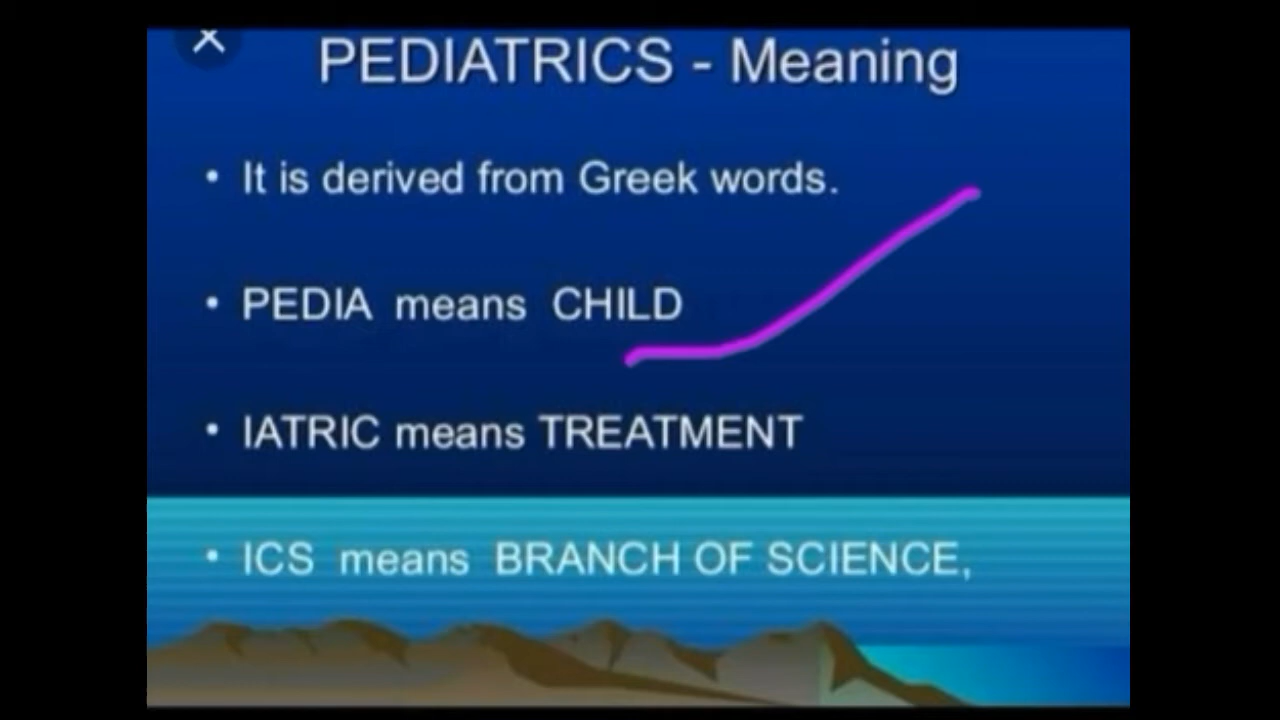 PEDIATRICS - Meaning
• It is derived from Greek words.
• PEDIA means CHILD
• IATRIC means TREATMENT
• ICS means BRANCH OF SCIENCE,